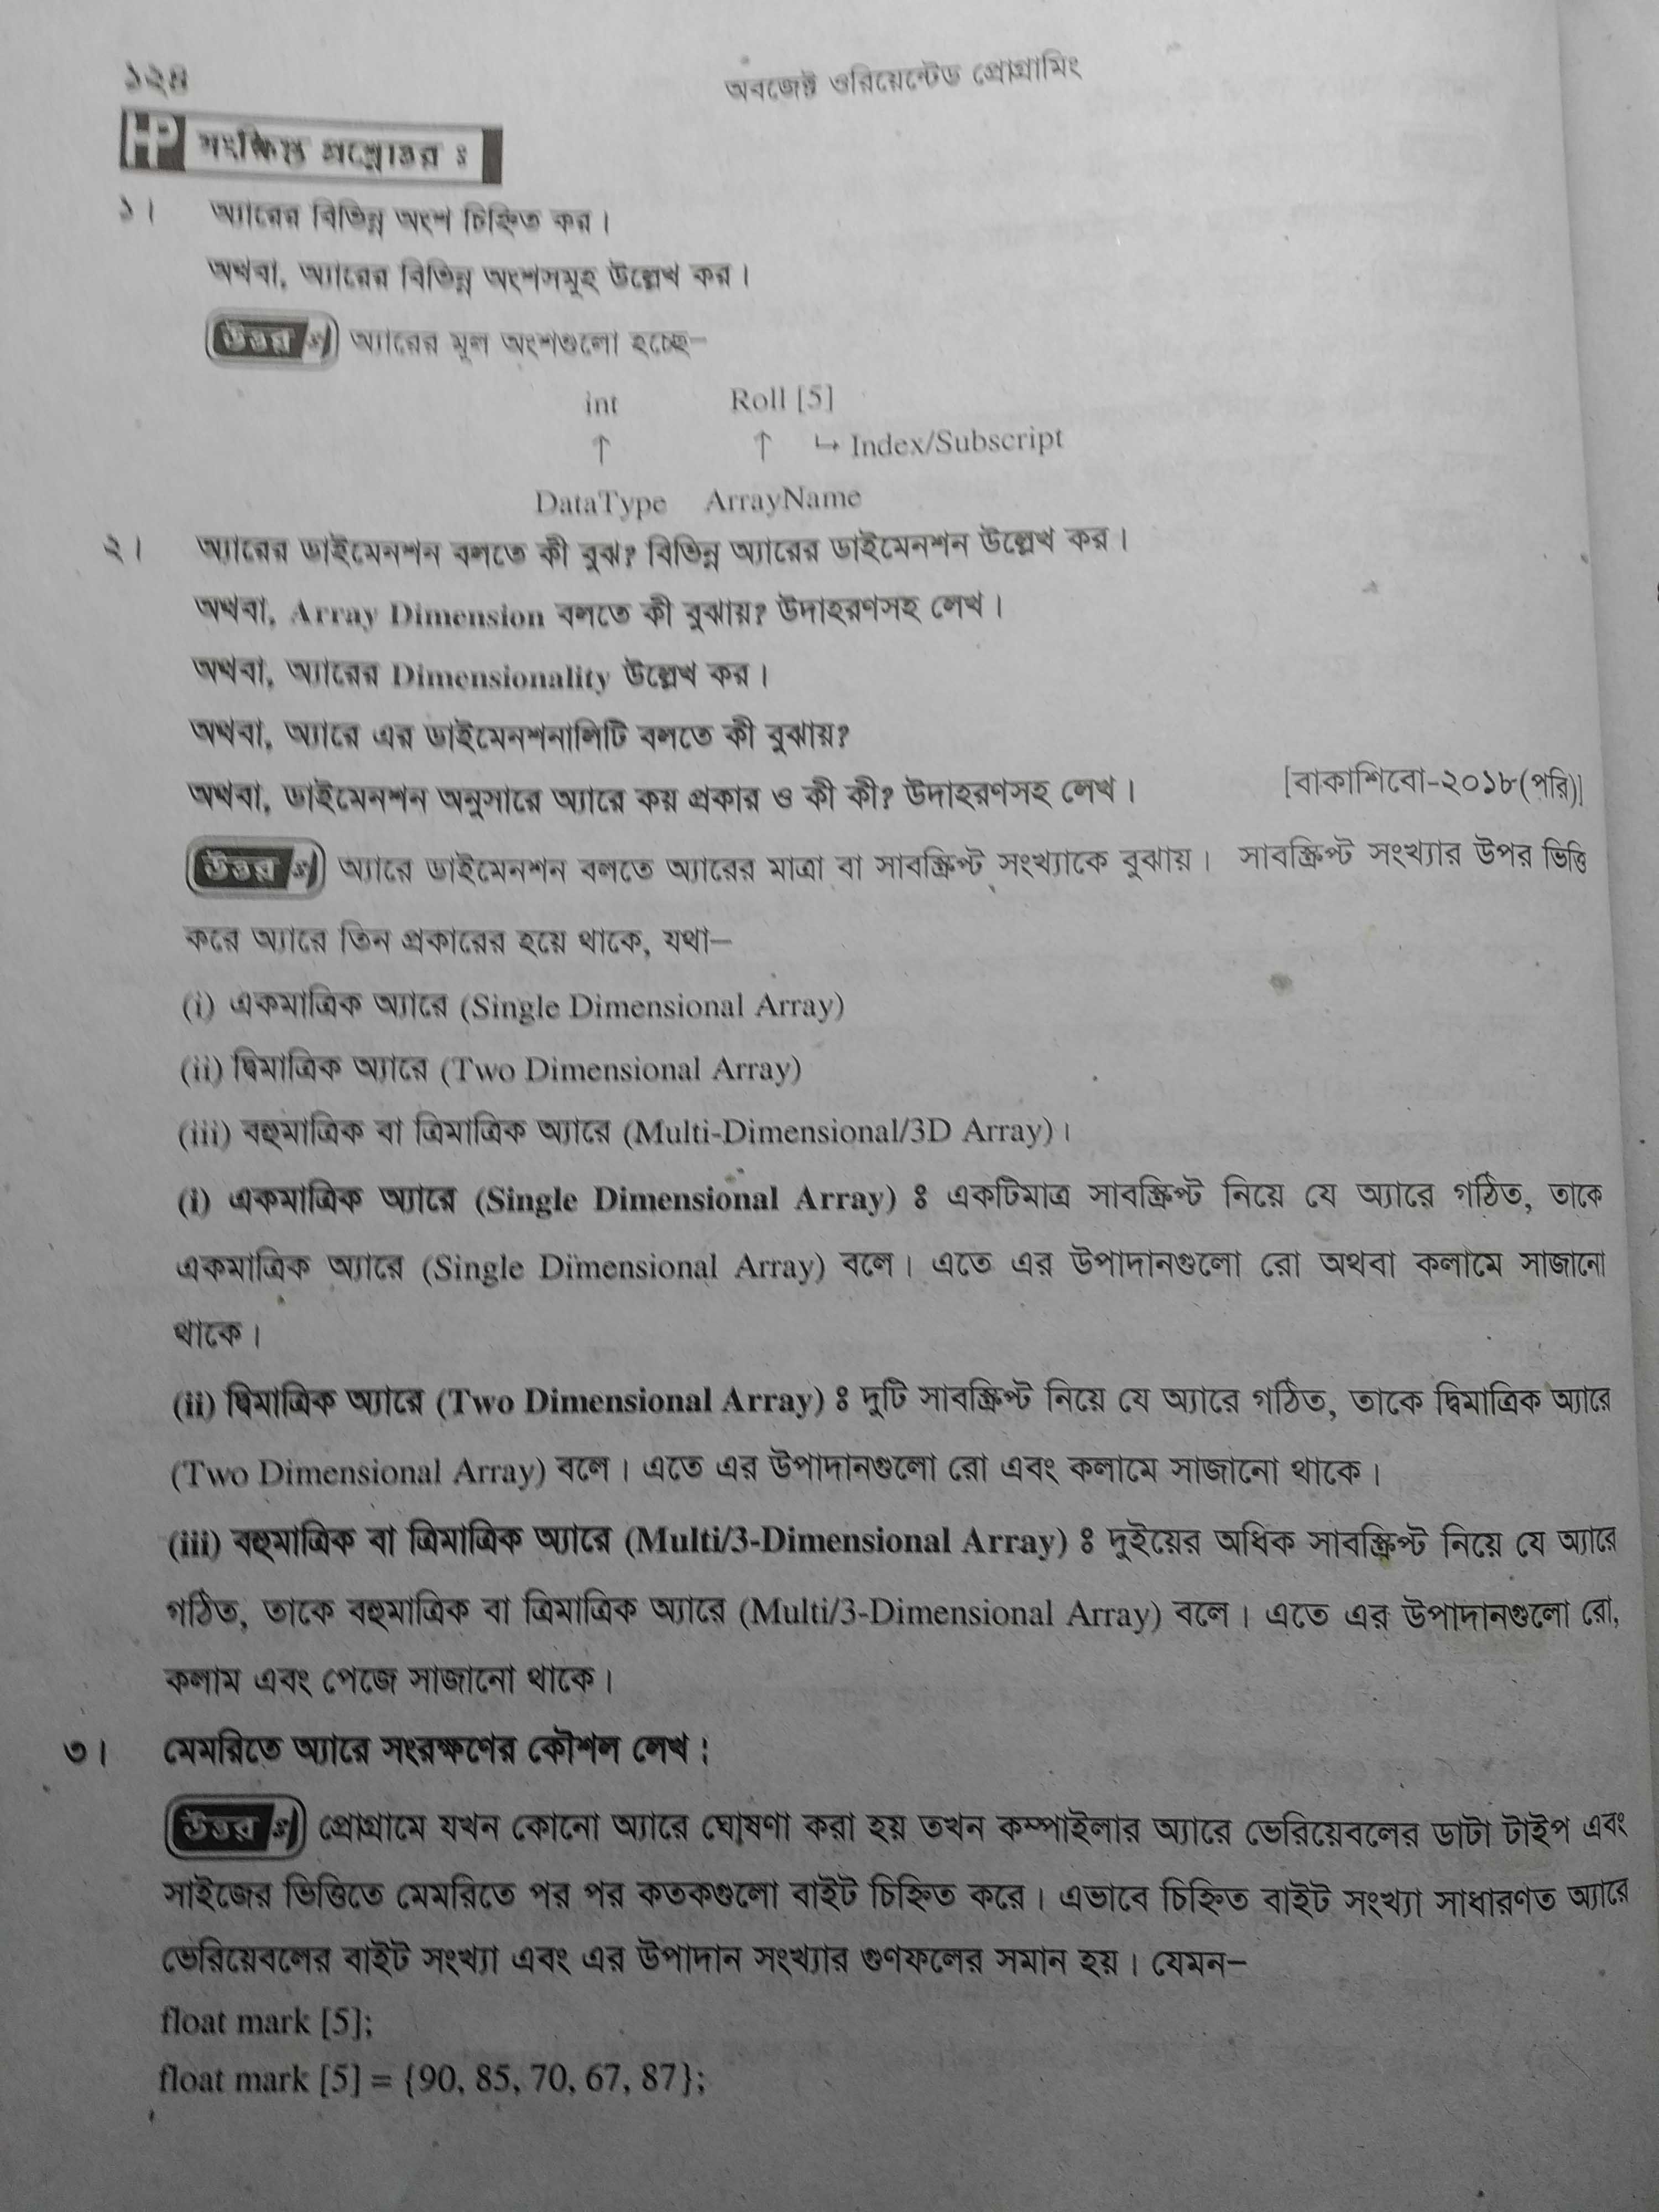 ১২৪
অবজেক্ট ওরিয়েন্টেড প্রোগ্রামিং
HP সংক্ষিপ্ত প্রশ্নোত্তর ঃ
১। অ্যারের বিভিন্ন অংশ চিহ্নিত কর।
অথবা, অ্যারের বিভিন্ন অংশসমূহ উল্লেখ কর।
উত্তর ঃ অ্যারের মূল অংশগুলো হচ্ছে–
int Roll [5]
↑ ↑ ↳ Index/Subscript
DataType ArrayName
২। অ্যারের ডাইমেনশন বলতে কী বুঝ? বিভিন্ন অ্যারের ডাইমেনশন উল্লেখ কর।
অথবা, Array Dimension বলতে কী বুঝায়? উদাহরণসহ লেখ।
অথবা, অ্যারের Dimensionality উল্লেখ কর।
অথবা, অ্যারে এর ডাইমেনশনালিটি বলতে কী বুঝায়?
অথবা, ডাইমেনশন অনুসারে অ্যারে কয় প্রকার ও কী কী? উদাহরণসহ লেখ। [বাকাশিবো-২০১৮(পরি)]
উত্তর ঃ অ্যারে ডাইমেনশন বলতে অ্যারের মাত্রা বা সাবস্ক্রিপ্ট সংখ্যাকে বুঝায়। সাবস্ক্রিপ্ট সংখ্যার উপর ভিত্তি
করে অ্যারে তিন প্রকারের হয়ে থাকে, যথা–
(i) একমাত্রিক অ্যারে (Single Dimensional Array)
(ii) দ্বিমাত্রিক অ্যারে (Two Dimensional Array)
(iii) বহুমাত্রিক বা ত্রিমাত্রিক অ্যারে (Multi-Dimensional/3D Array)।
(i) একমাত্রিক অ্যারে (Single Dimensional Array) ঃ একটিমাত্র সাবস্ক্রিপ্ট নিয়ে যে অ্যারে গঠিত, তাকে
একমাত্রিক অ্যারে (Single Dimensional Array) বলে। এতে এর উপাদানগুলো রো অথবা কলামে সাজানো
থাকে।
(ii) দ্বিমাত্রিক অ্যারে (Two Dimensional Array) ঃ দুটি সাবস্ক্রিপ্ট নিয়ে যে অ্যারে গঠিত, তাকে দ্বিমাত্রিক অ্যারে
(Two Dimensional Array) বলে। এতে এর উপাদানগুলো রো এবং কলামে সাজানো থাকে।
(iii) বহুমাত্রিক বা ত্রিমাত্রিক অ্যারে (Multi/3-Dimensional Array) ঃ দুইয়ের অধিক সাবস্ক্রিপ্ট নিয়ে যে অ্যারে
গঠিত, তাকে বহুমাত্রিক বা ত্রিমাত্রিক অ্যারে (Multi/3-Dimensional Array) বলে। এতে এর উপাদানগুলো রো,
কলাম এবং পেজে সাজানো থাকে।
৩। মেমরিতে অ্যারে সংরক্ষণের কৌশল লেখ।
উত্তর ঃ প্রোগ্রামে যখন কোনো অ্যারে ঘোষণা করা হয় তখন কম্পাইলার অ্যারে ভেরিয়েবলের ডাটা টাইপ এবং
সাইজের ভিত্তিতে মেমরিতে পর পর কতকগুলো বাইট চিহ্নিত করে। এভাবে চিহ্নিত বাইট সংখ্যা সাধারণত অ্যারে
ভেরিয়েবলের বাইট সংখ্যা এবং এর উপাদান সংখ্যার গুণফলের সমান হয়। যেমন–
float mark [5];
float mark [5] = {90, 85, 70, 67, 87};